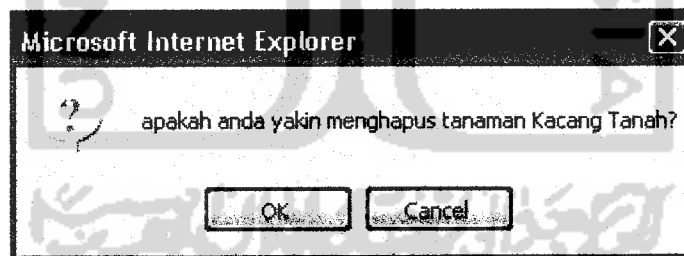 Microsoft Internet Explorer
apakah anda yakin menghapus tanaman Kacang Tanah?
OK
Cancel